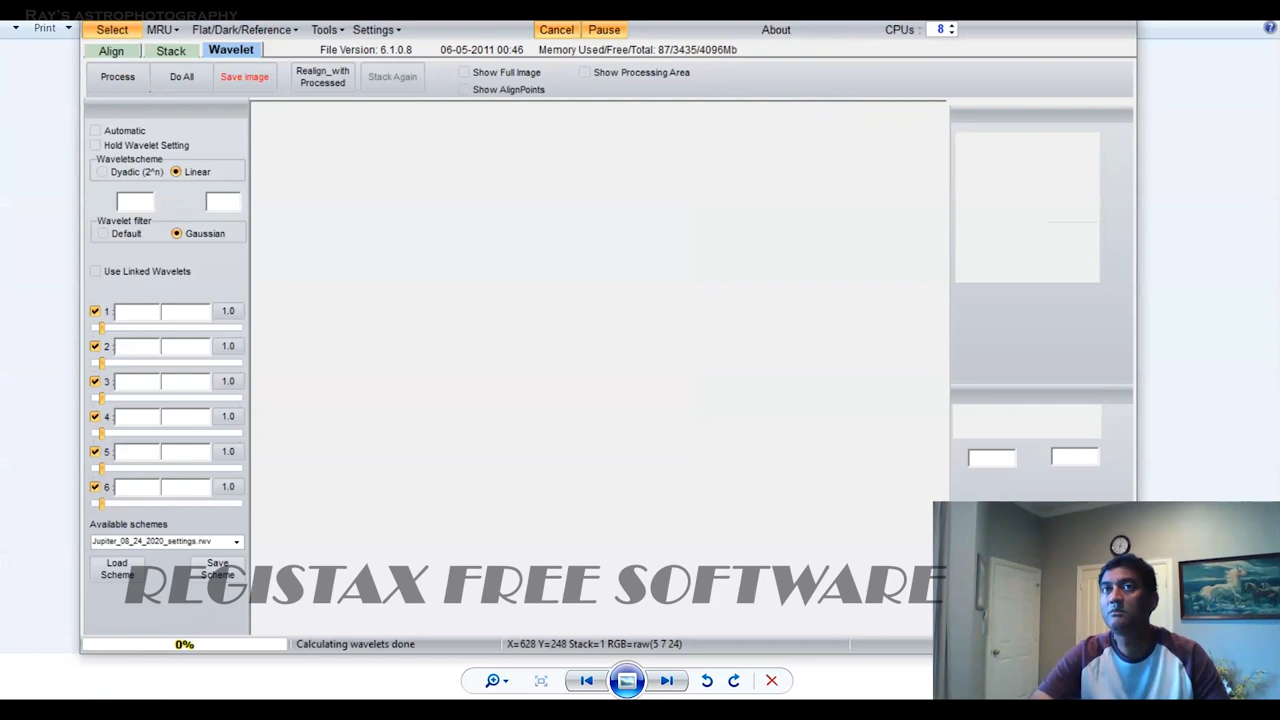 RAY'S ASTROPHOTOGRAPHY
Print
Select MRU Flat/Dark/Reference Tools Settings Cancel Pause About CPUs : 8
Align Stack Wavelet File Version: 6.1.0.8 06-05-2011 00:46 Memory Used/Free/Total: 87/3435/4096Mb
Process Do All Save image Realign_with Processed Stack Again Show Full Image Show Processing Area
Show AlignPoints
Automatic
Hold Wavelet Setting
Waveletscheme
Dyadic (2^n) Linear
Wavelet filter
Default Gaussian
Use Linked Wavelets
1 : 1.0
2 : 1.0
3 : 1.0
4 : 1.0
5 : 1.0
6 : 1.0
Available schemes
Jupiter_08_24_2020_settings.rwv
Load Scheme Save Scheme
REGISTAX FREE SOFTWARE
0% Calculating wavelets done X=628 Y=248 Stack=1 RGB=raw(5 7 24)